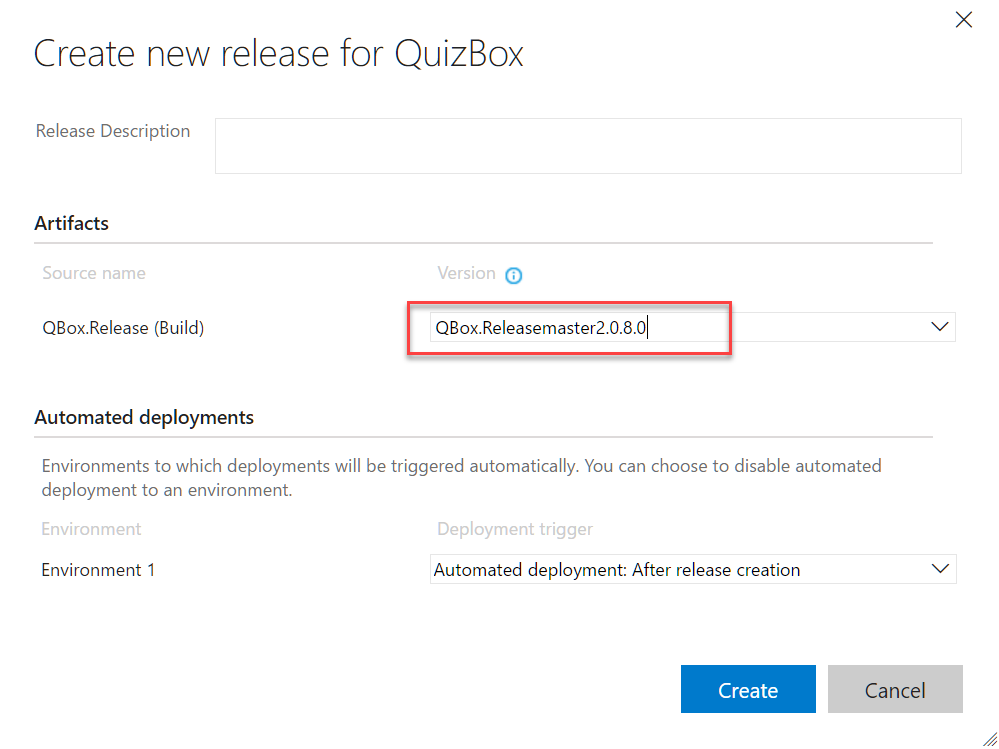 Create new release for QuizBox
Release Description
Artifacts
Source name Version
QBox.Release (Build) QBox.Releasemaster2.0.8.0
Automated deployments
Environments to which deployments will be triggered automatically. You can choose to disable automated
deployment to an environment.
Environment Deployment trigger
Environment 1 Automated deployment: After release creation
Create Cancel